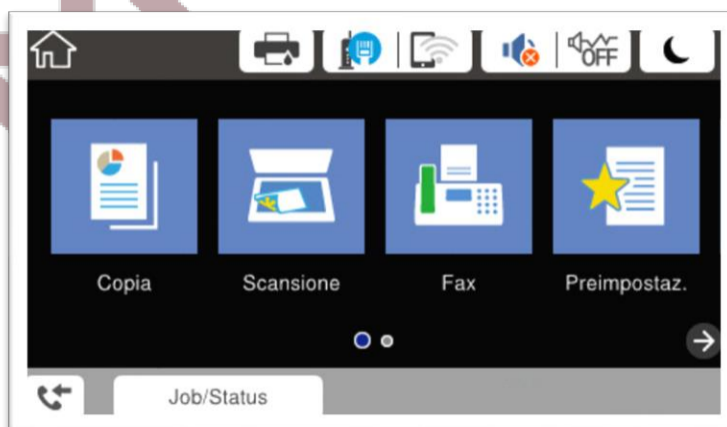 OFF
Copia
Scansione
Fax
Preimpostaz.
Job/Status